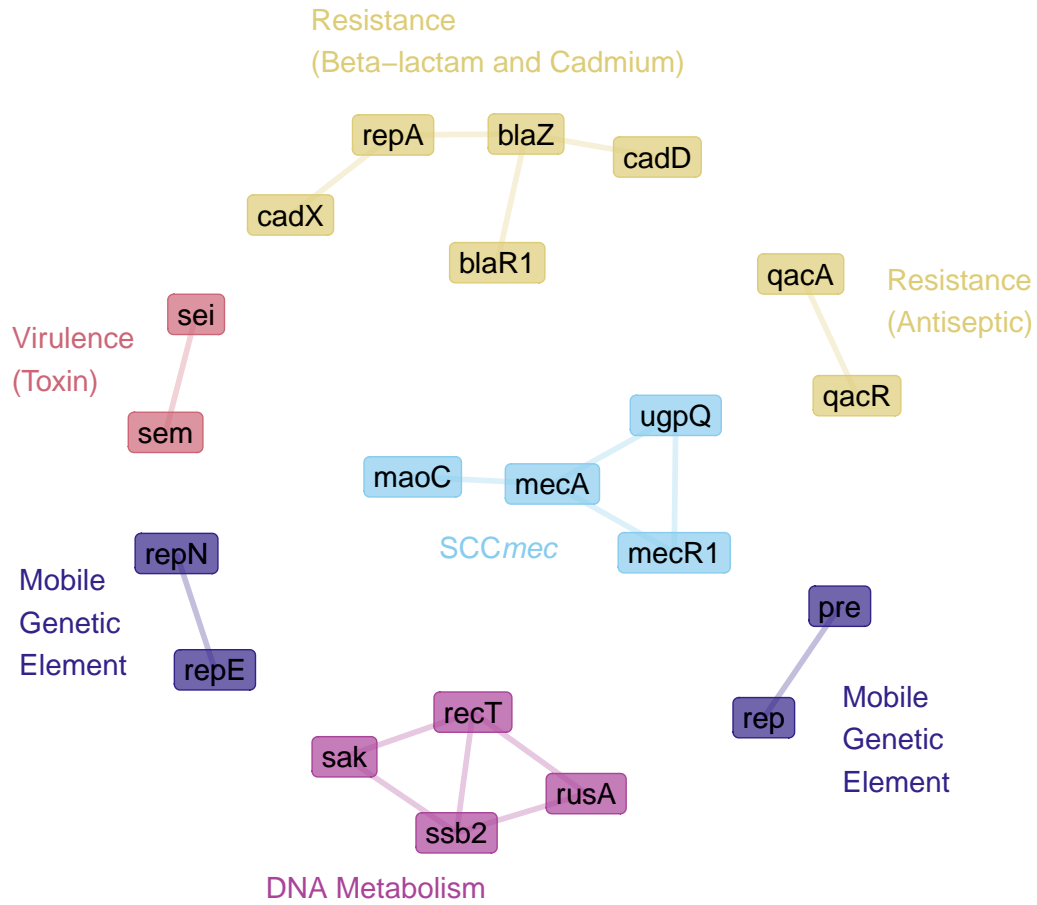 Resistance
(Beta−lactam and Cadmium)
repA
blaZ
cadD
cadX
blaR1
qacA
Resistance
(Antiseptic)
qacR
sei
Virulence
(Toxin)
sem
ugpQ
maoC
mecA
mecR1
SCCmec
repN
Mobile
Genetic
Element
repE
pre
rep
Mobile
Genetic
Element
recT
sak
rusA
ssb2
DNA Metabolism